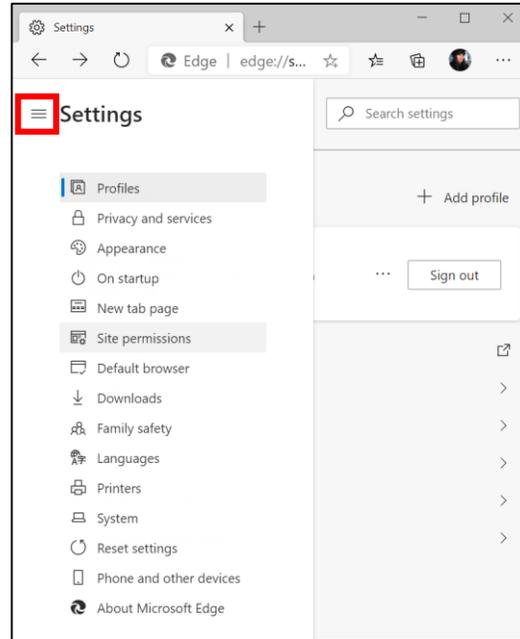 Settings
Edge | edge://s...
Settings
Search settings
Profiles
Add profile
Privacy and services
Appearance
On startup
Sign out
New tab page
Site permissions
Default browser
Downloads
Family safety
Languages
Printers
System
Reset settings
Phone and other devices
About Microsoft Edge